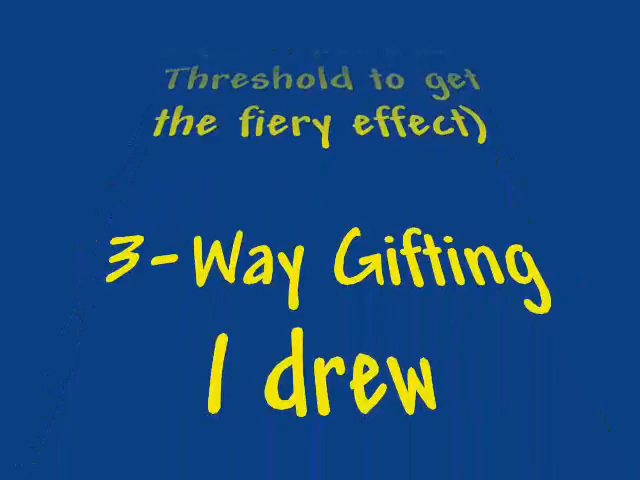 Threshold to get
the fiery effect)
3-Way Gifting
I drew